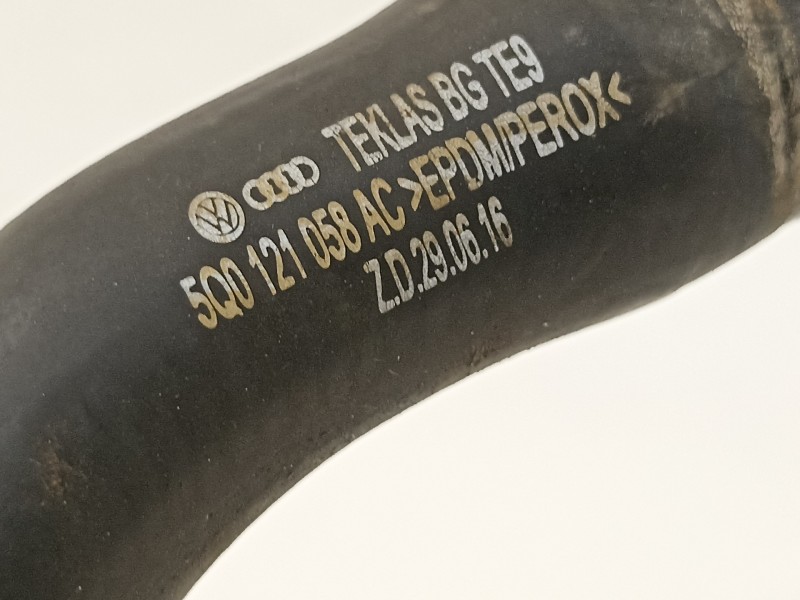 TEKLAS BG TE9
5Q0 121 058 AC >EPDM/PEROX<
Z.D.29.06.16